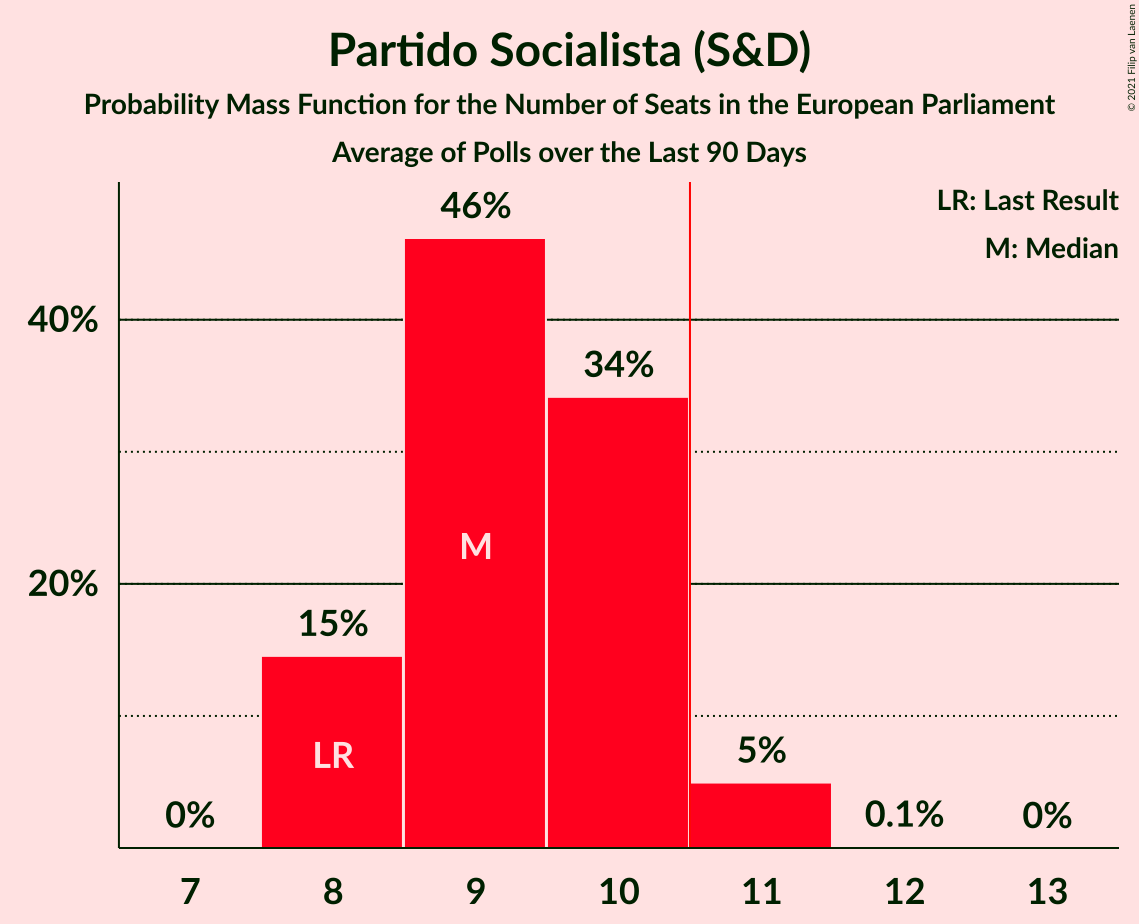 Partido Socialista (S&D)
Probability Mass Function for the Number of Seats in the European Parliament
Average of Polls over the Last 90 Days
© 2021 Filip van Laenen
LR: Last Result
M: Median
46%
40%
34%
M
20%
15%
LR
5%
0%
0.1%
0%
7 8 9 10 11 12 13